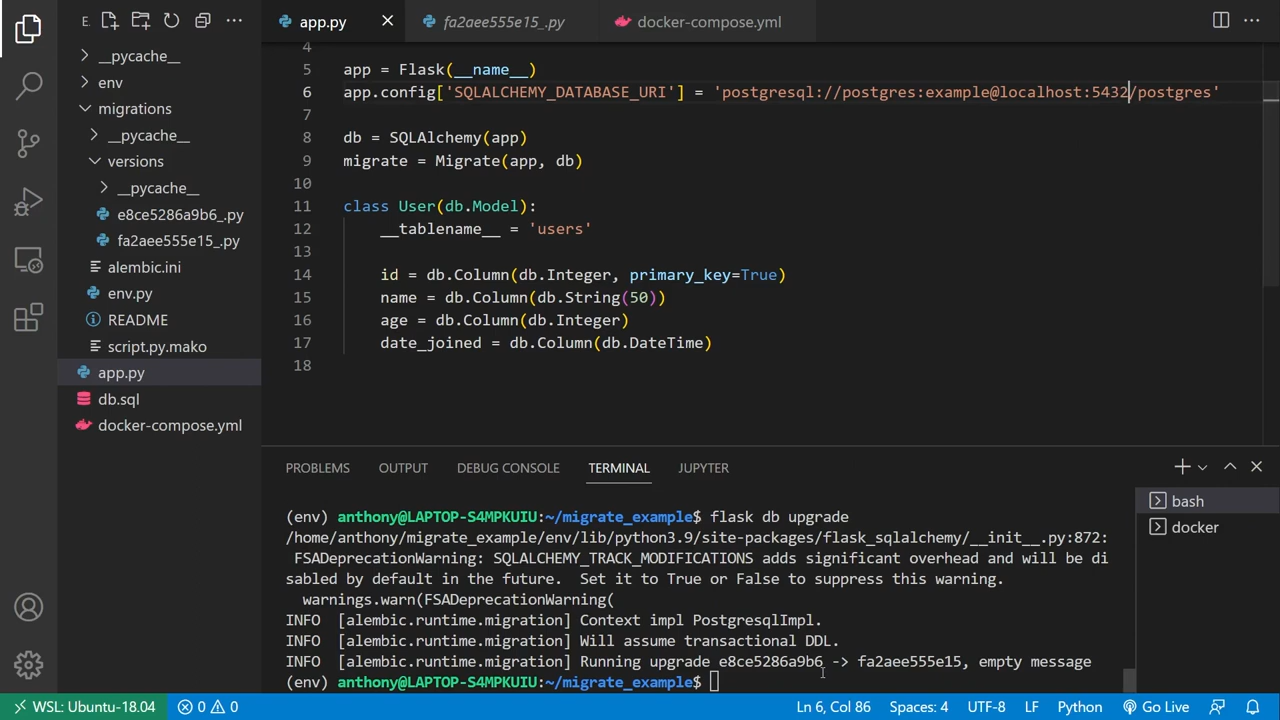 E.
app.py
fa2aee555e15_.py
docker-compose.yml
__pycache__
env
migrations
__pycache__
versions
__pycache__
e8ce5286a9b6_.py
fa2aee555e15_.py
alembic.ini
env.py
README
script.py.mako
app.py
db.sql
docker-compose.yml
4
5 app = Flask(__name__)
6 app.config['SQLALCHEMY_DATABASE_URI'] = 'postgresql://postgres:example@localhost:5432/postgres'
7
8 db = SQLAlchemy(app)
9 migrate = Migrate(app, db)
10
11 class User(db.Model):
12 __tablename__ = 'users'
13
14 id = db.Column(db.Integer, primary_key=True)
15 name = db.Column(db.String(50))
16 age = db.Column(db.Integer)
17 date_joined = db.Column(db.DateTime)
18
PROBLEMS OUTPUT DEBUG CONSOLE TERMINAL JUPYTER
bash
docker
(env) anthony@LAPTOP-S4MPKUIU:~/migrate_example$ flask db upgrade
/home/anthony/migrate_example/env/lib/python3.9/site-packages/flask_sqlalchemy/__init__.py:872:
FSADeprecationWarning: SQLALCHEMY_TRACK_MODIFICATIONS adds significant overhead and will be di
sabled by default in the future.  Set it to True or False to suppress this warning.
warnings.warn(FSADeprecationWarning(
INFO  [alembic.runtime.migration] Context impl PostgresqlImpl.
INFO  [alembic.runtime.migration] Will assume transactional DDL.
INFO  [alembic.runtime.migration] Running upgrade e8ce5286a9b6 -> fa2aee555e15, empty message
(env) anthony@LAPTOP-S4MPKUIU:~/migrate_example$
WSL: Ubuntu-18.04 0 0 Ln 6, Col 86 Spaces: 4 UTF-8 LF Python Go Live